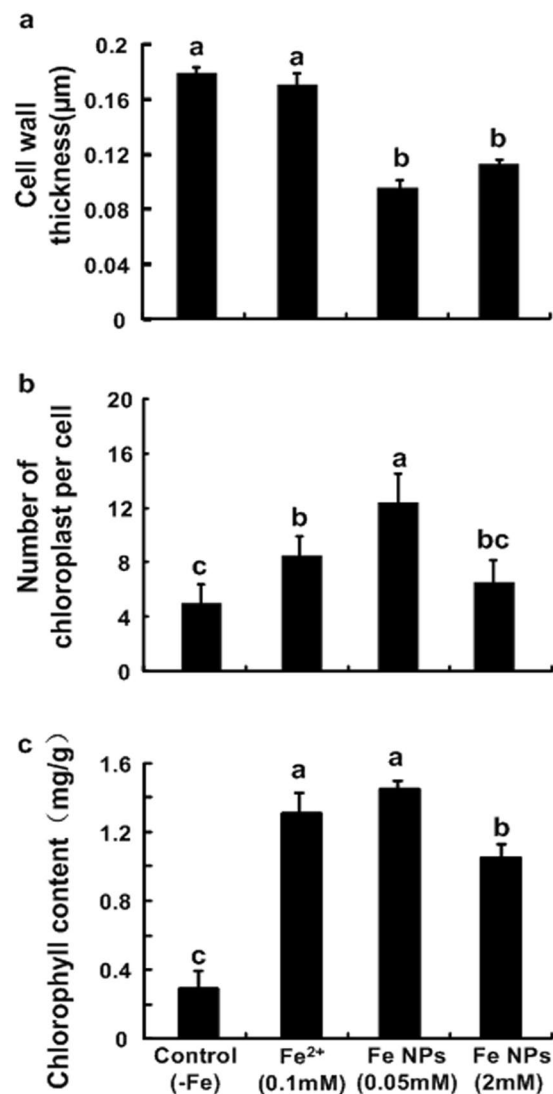 a
Cell wall
thickness(μm)
0.2
0.16
0.12
0.08
0.04
0
a
a
b
b
b
Number of
chloroplast per cell
20
16
12
8
4
0
c
b
a
bc
c
Chlorophyll content（mg/g）
1.6
1.2
0.8
0.4
0
c
a
a
b
Control Fe²⁺ Fe NPs Fe NPs
(-Fe) (0.1mM) (0.05mM) (2mM)